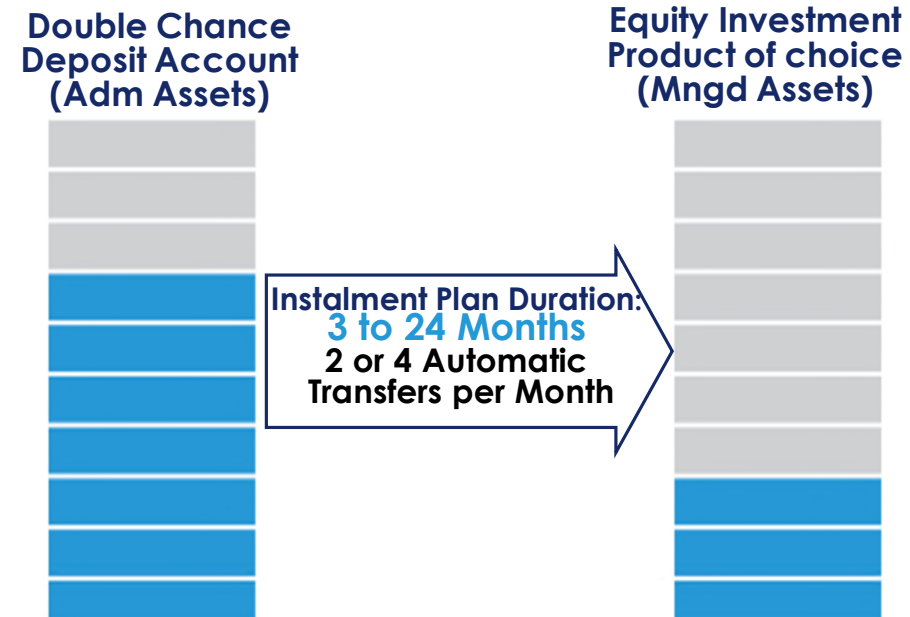 Double Chance
Deposit Account
(Adm Assets)
Equity Investment
Product of choice
(Mngd Assets)
Instalment Plan Duration:
3 to 24 Months
2 or 4 Automatic
Transfers per Month